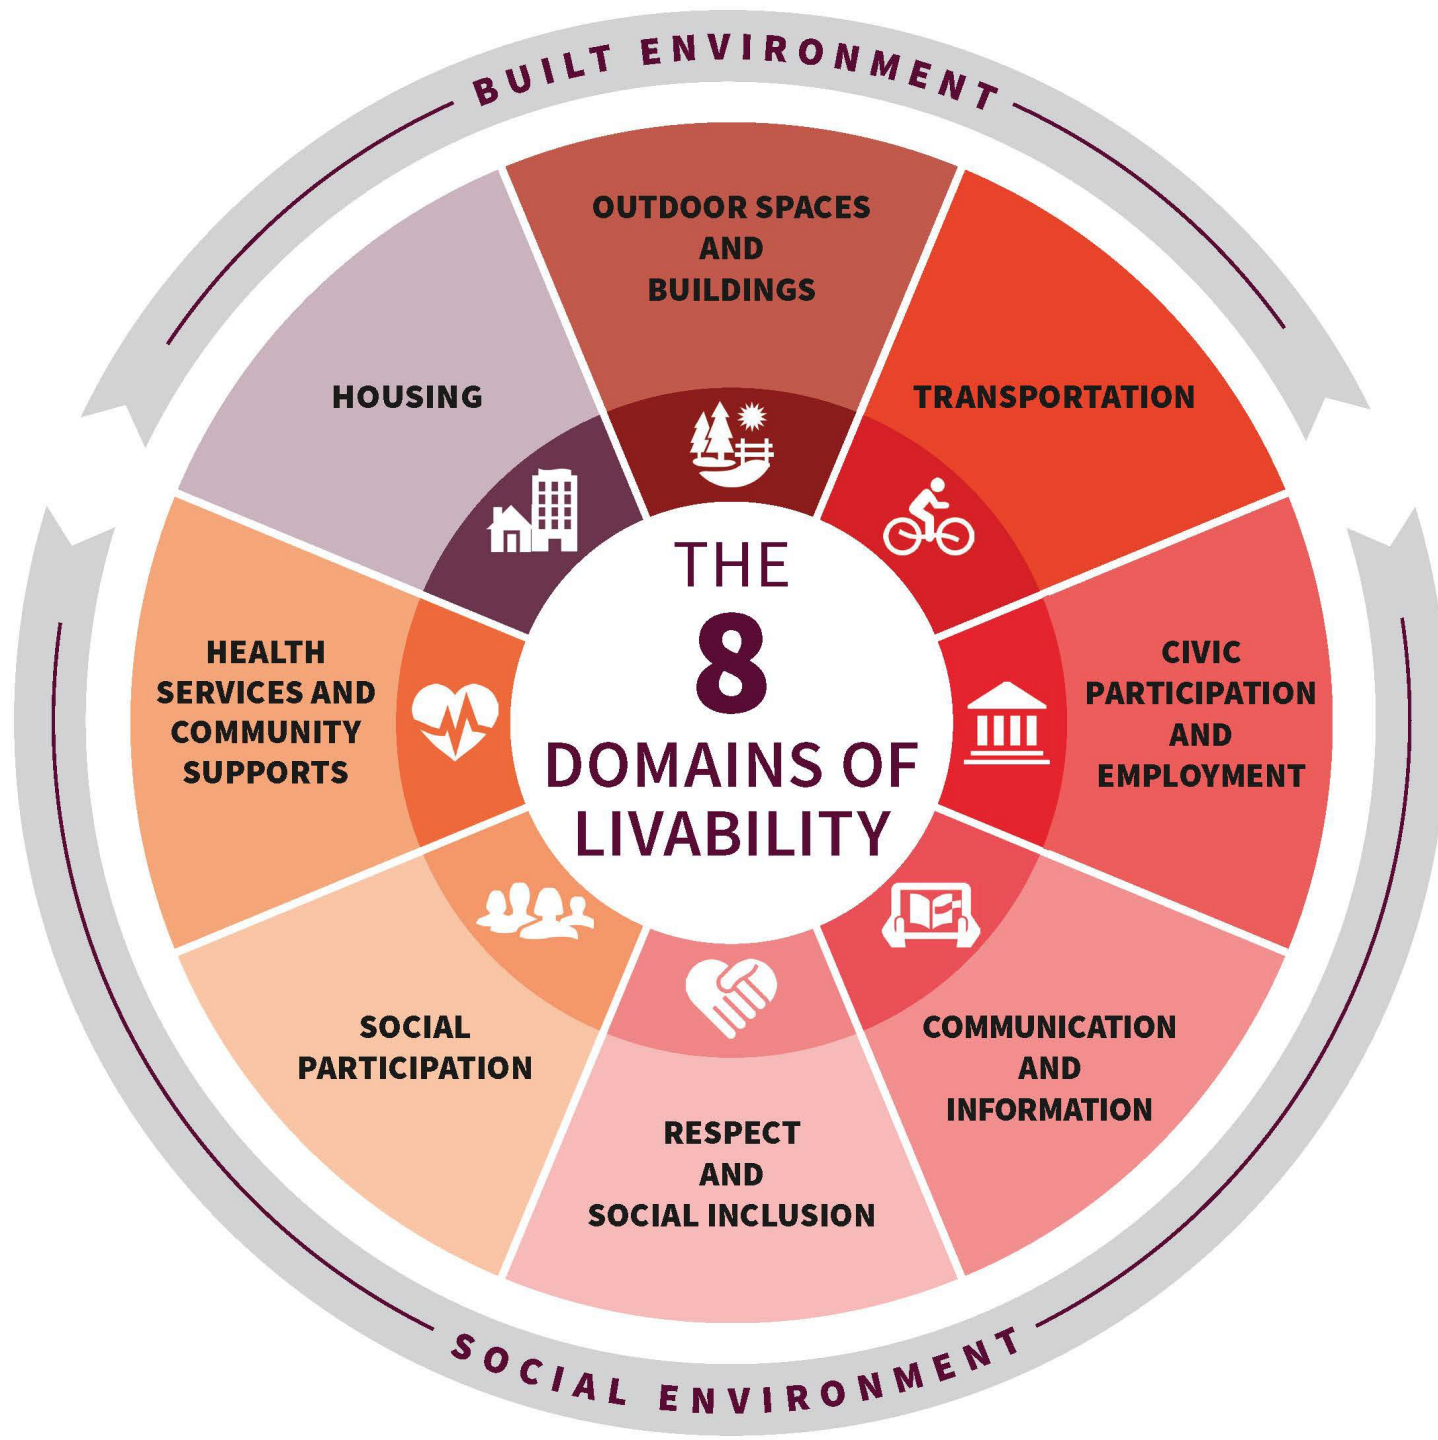 BUILT ENVIRONMENT
OUTDOOR SPACES
AND
BUILDINGS
HOUSING
TRANSPORTATION
THE
8
DOMAINS OF
LIVABILITY
HEALTH
SERVICES AND
COMMUNITY
SUPPORTS
CIVIC
PARTICIPATION
AND
EMPLOYMENT
SOCIAL
PARTICIPATION
COMMUNICATION
AND
INFORMATION
RESPECT
AND
SOCIAL INCLUSION
SOCIAL ENVIRONMENT